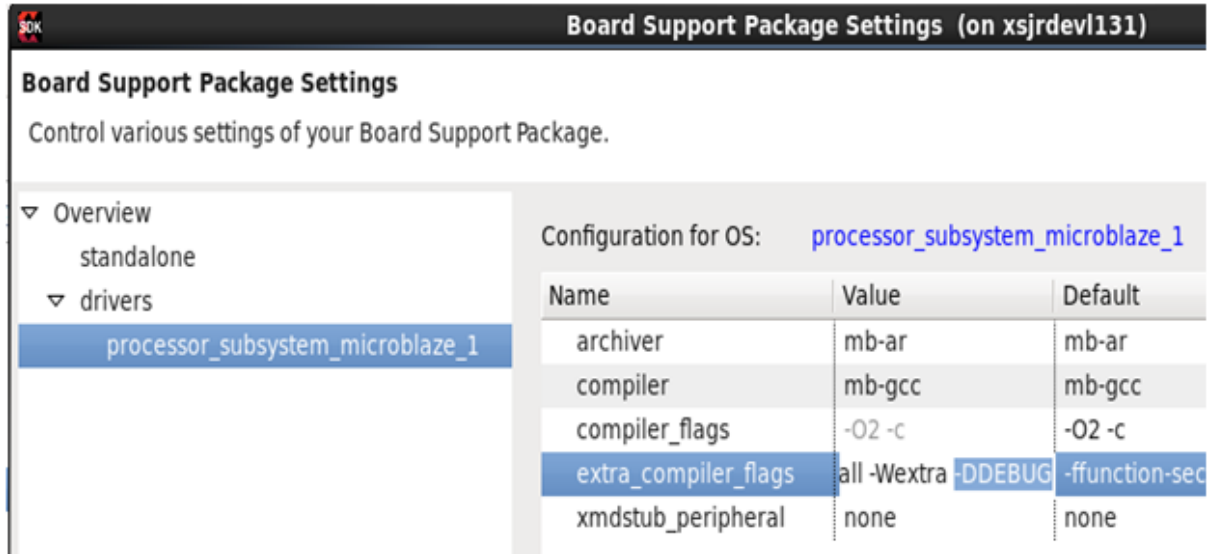 SDK Board Support Package Settings (on xsjrdevl131)
Board Support Package Settings
Control various settings of your Board Support Package.
Overview
standalone
drivers
processor_subsystem_microblaze_1
Configuration for OS: processor_subsystem_microblaze_1
Name Value Default
archiver mb-ar mb-ar
compiler mb-gcc mb-gcc
compiler_flags -O2 -c -O2 -c
extra_compiler_flags all -Wextra -DDEBUG -ffunction-sec
xmdstub_peripheral none none